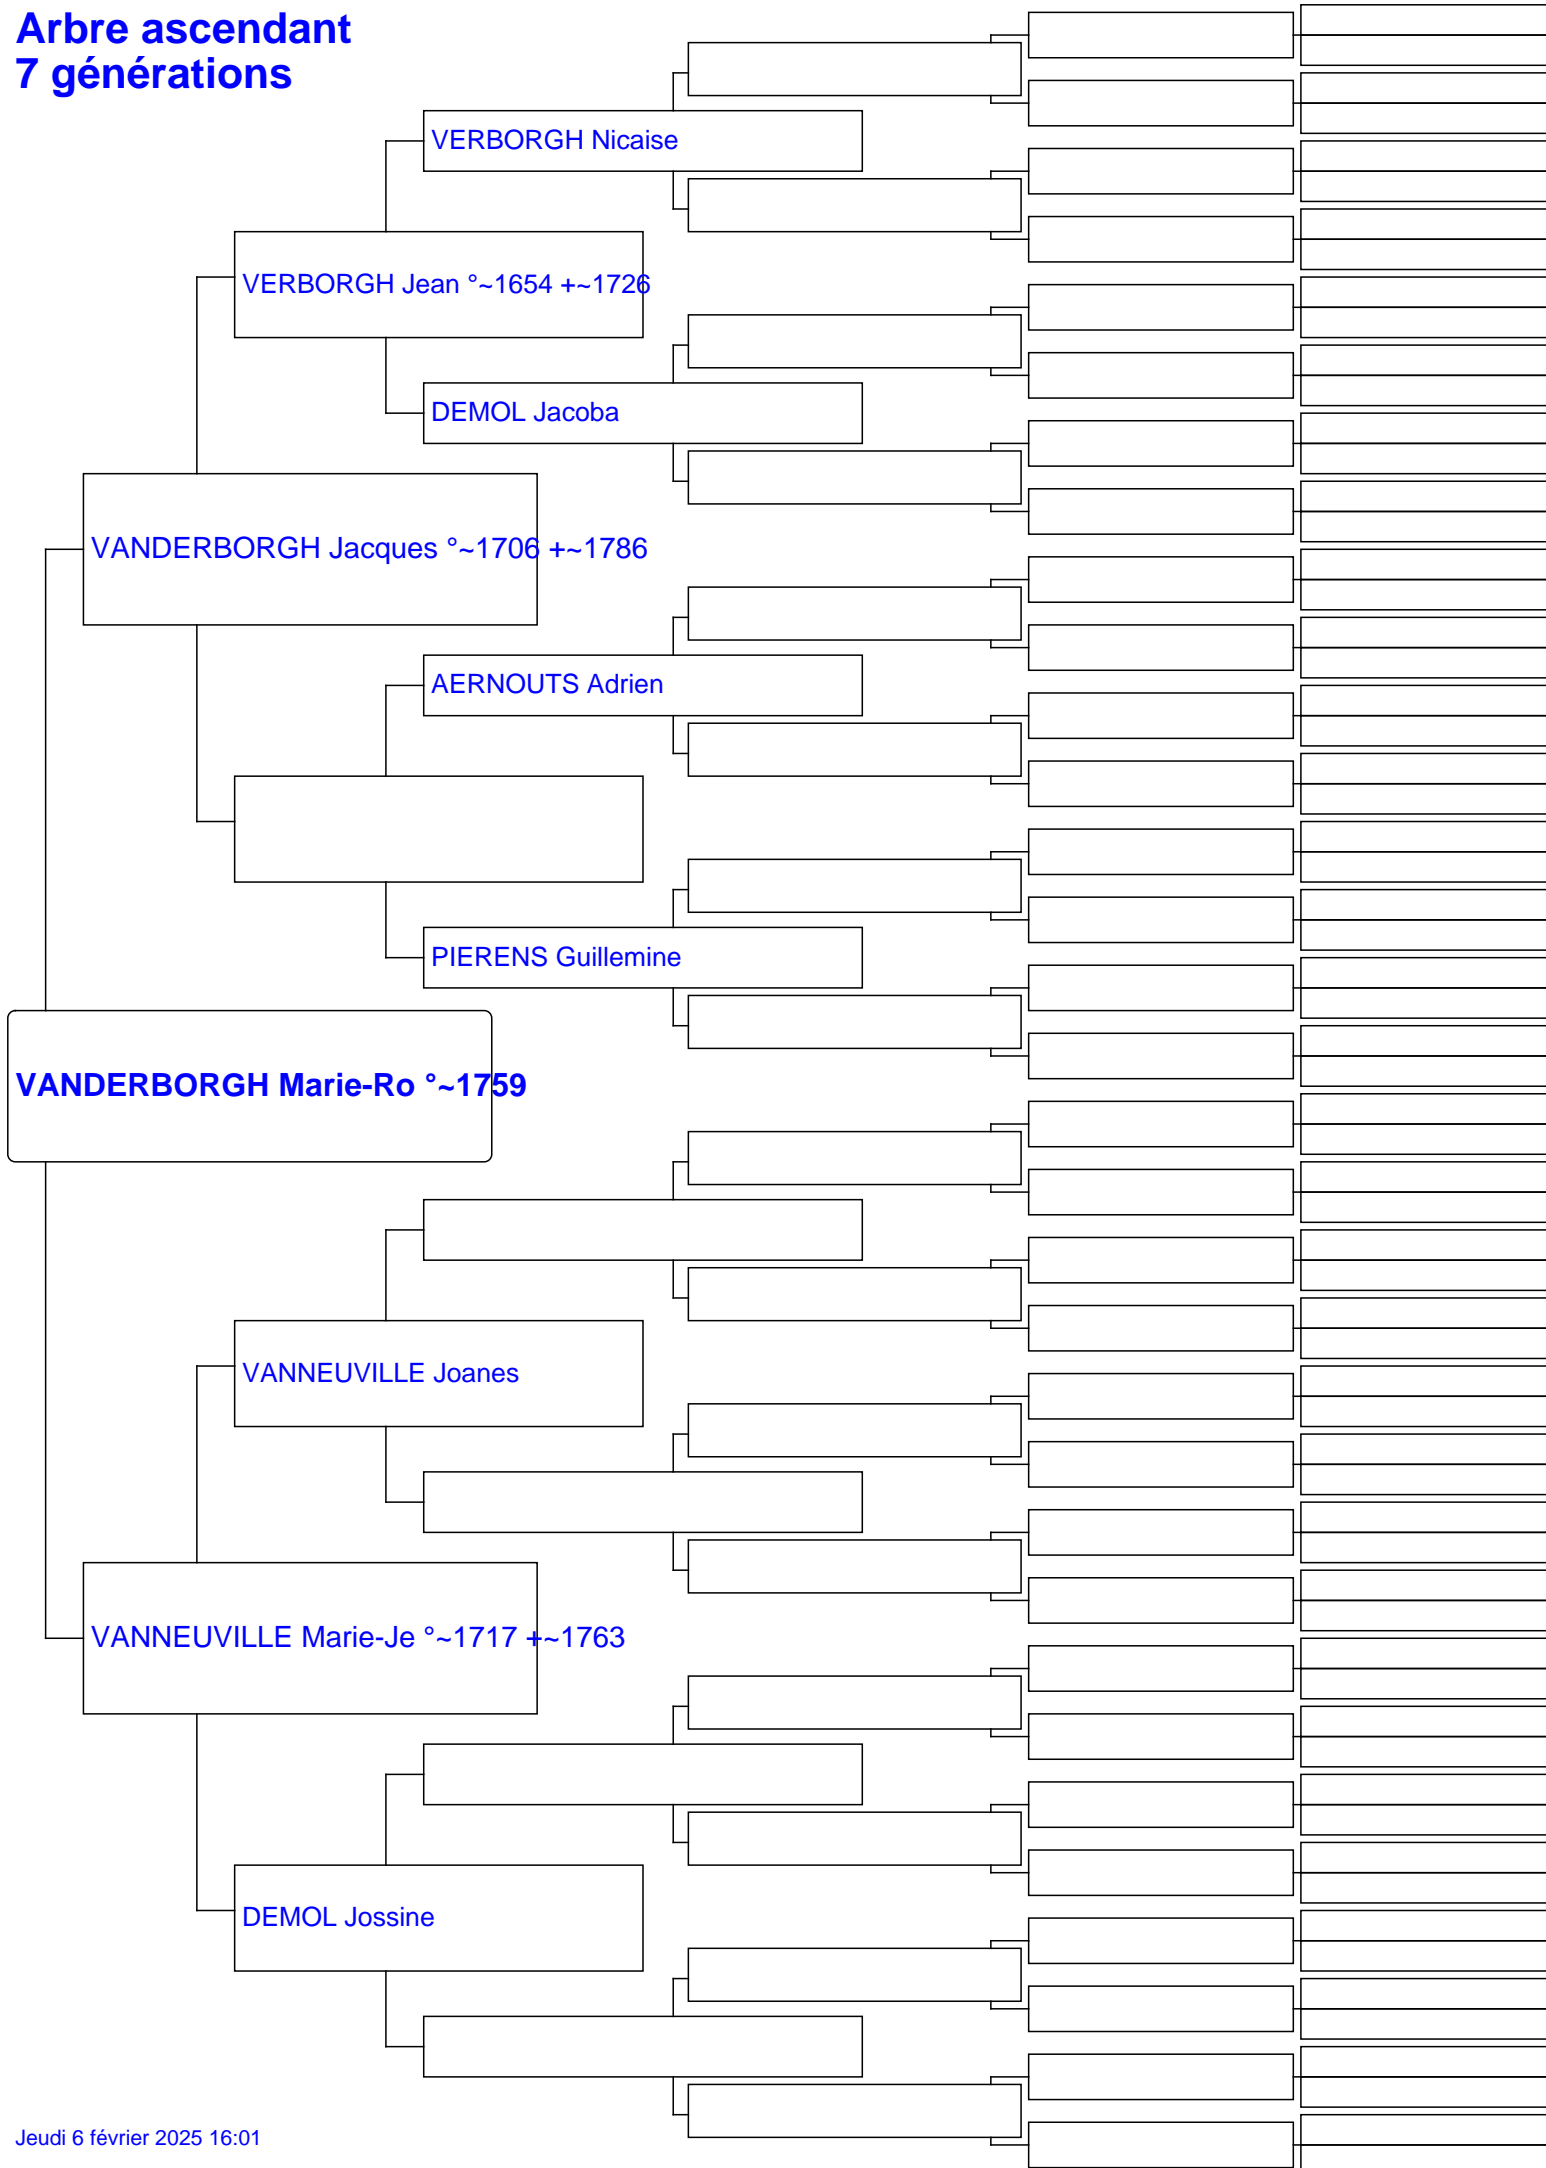 Arbre ascendant
7 générations
VERBORGH Nicaise
VERBORGH Jean °~1654 +~1726
DEMOL Jacoba
VANDERBORGH Jacques °~1706 +~1786
AERNOUTS Adrien
PIERENS Guillemine
VANDERBORGH Marie-Ro °~1759
VANNEUVILLE Joanes
VANNEUVILLE Marie-Je °~1717 +~1763
DEMOL Jossine
Jeudi 6 février 2025 16:01